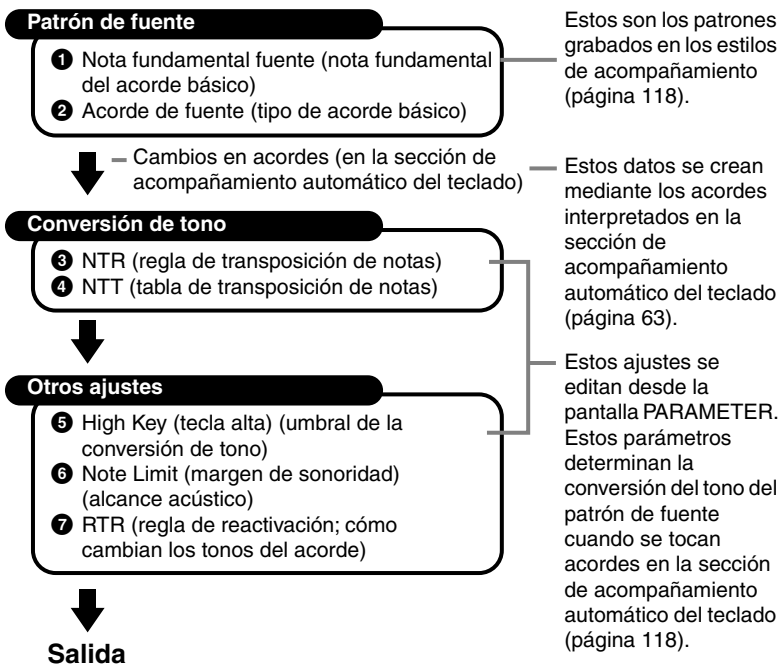 Patrón de fuente
❶ Nota fundamental fuente (nota fundamental
del acorde básico)
❷ Acorde de fuente (tipo de acorde básico)
Estos son los patrones
grabados en los estilos
de acompañamiento
(página 118).
Cambios en acordes (en la sección de
acompañamiento automático del teclado)
Estos datos se crean
mediante los acordes
interpretados en la
sección de
acompañamiento
automático del teclado
(página 63).
Conversión de tono
❸ NTR (regla de transposición de notas)
❹ NTT (tabla de transposición de notas)
Otros ajustes
❺ High Key (tecla alta) (umbral de la
conversión de tono)
❻ Note Limit (margen de sonoridad)
(alcance acústico)
❼ RTR (regla de reactivación; cómo
cambian los tonos del acorde)
Estos ajustes se
editan desde la
pantalla PARAMETER.
Estos parámetros
determinan la
conversión del tono del
patrón de fuente
cuando se tocan
acordes en la sección
de acompañamiento
automático del teclado
(página 118).
Salida